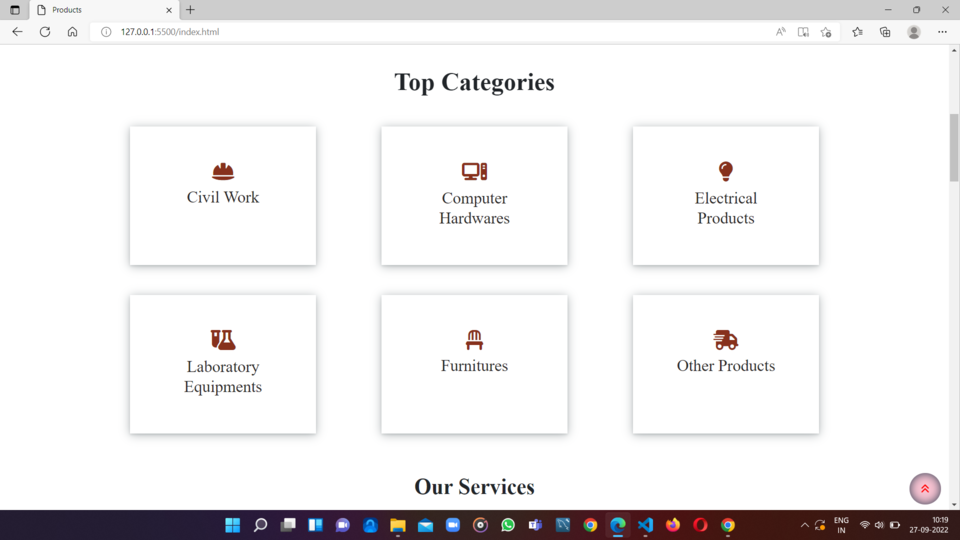 Products
127.0.0.1:5500/index.html
Top Categories
Civil Work
Computer
Hardwares
Electrical
Products
Laboratory
Equipments
Furnitures
Other Products
Our Services
ENG
IN
10:19
27-09-2022